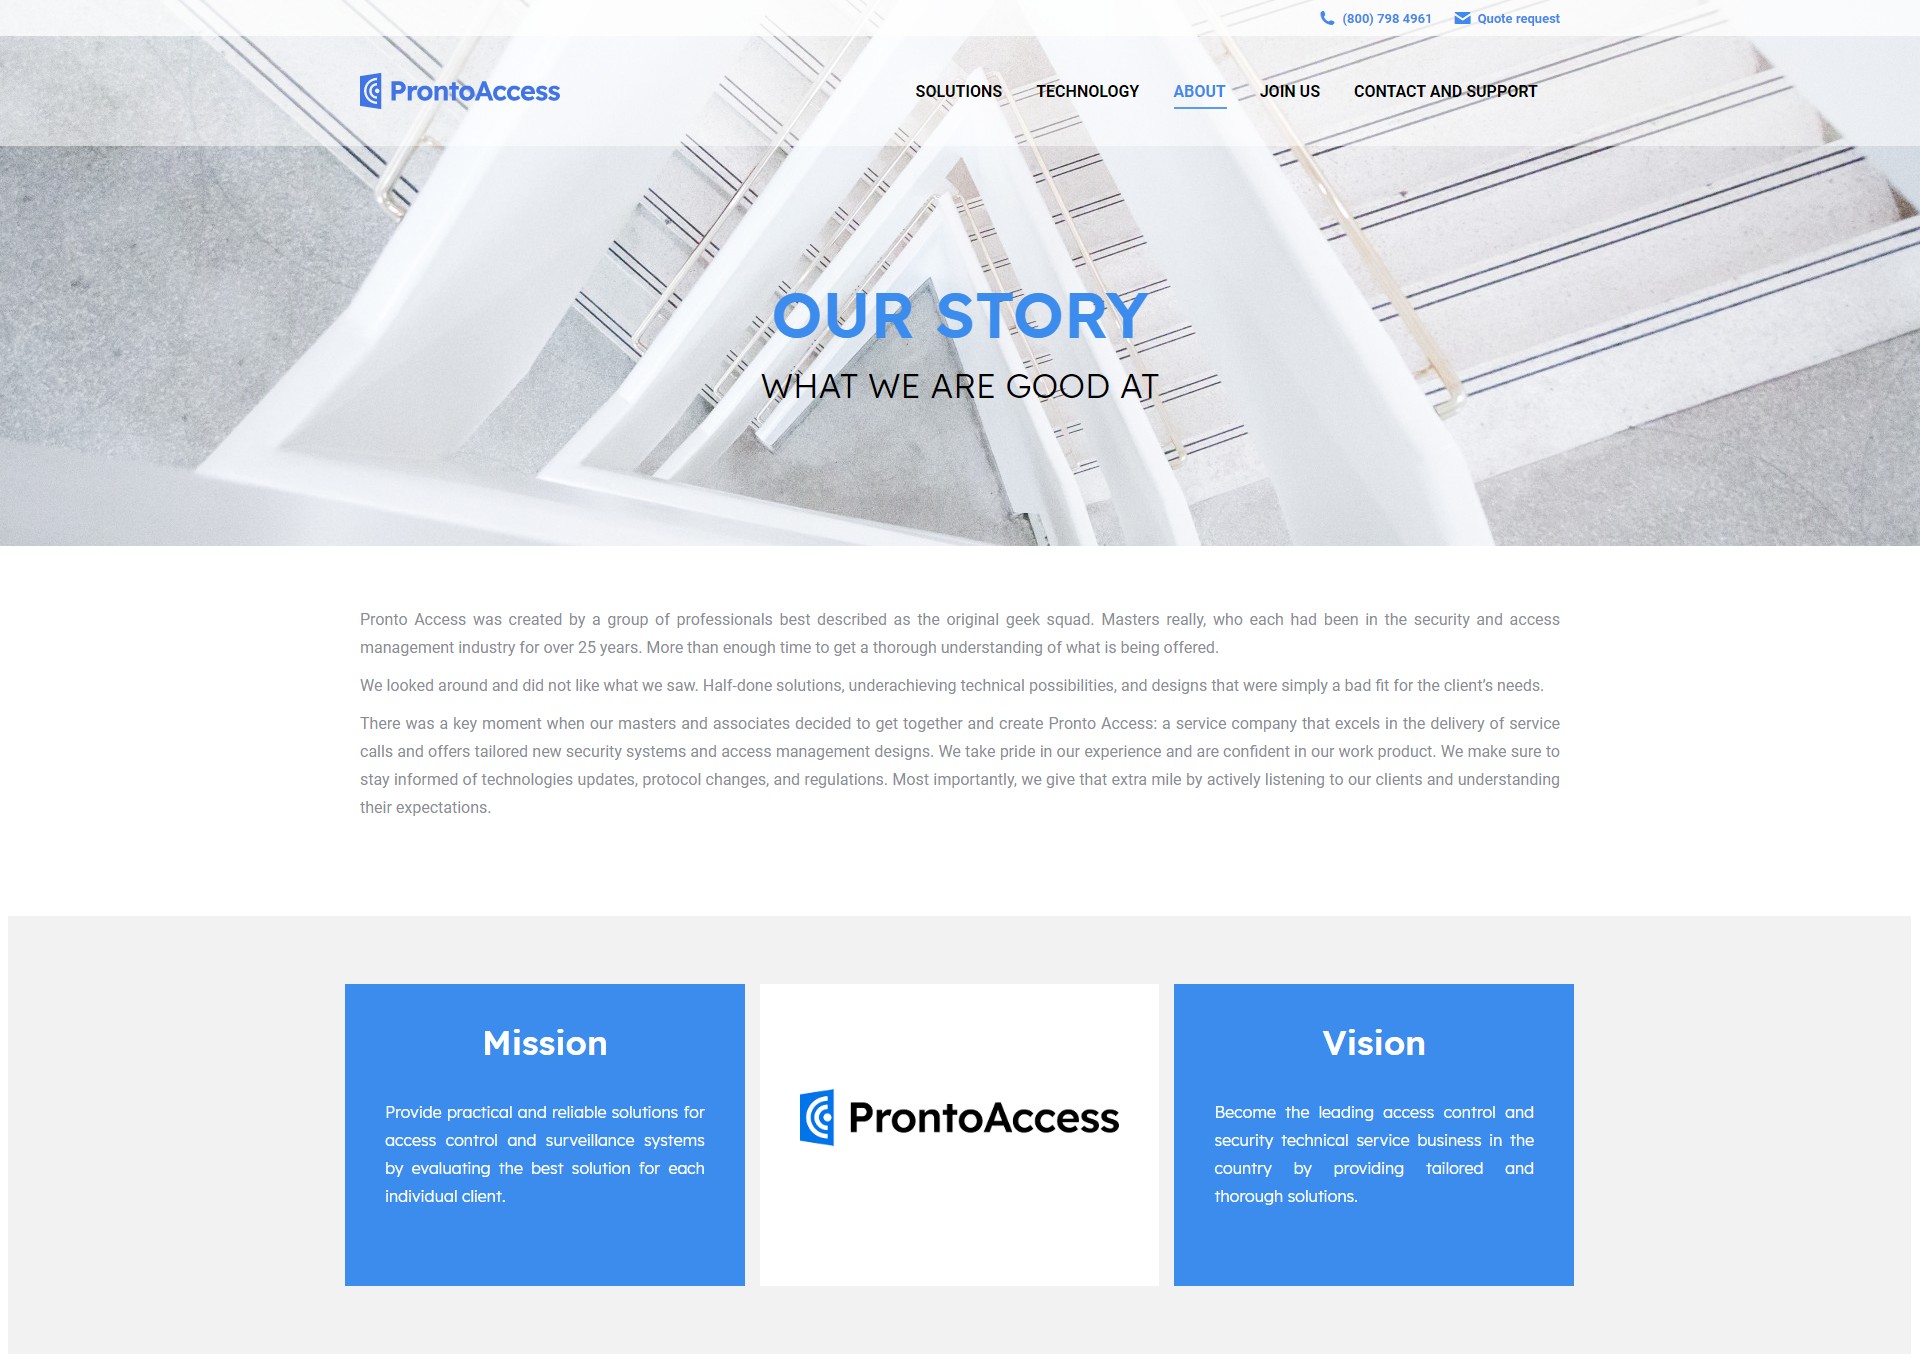 (800) 798 4961 Quote request
ProntoAccess
SOLUTIONS TECHNOLOGY ABOUT JOIN US CONTACT AND SUPPORT
OUR STORY
WHAT WE ARE GOOD AT
Pronto Access was created by a group of professionals best described as the original geek squad. Masters really, who each had been in the security and access
management industry for over 25 years. More than enough time to get a thorough understanding of what is being offered.
We looked around and did not like what we saw. Half-done solutions, underachieving technical possibilities, and designs that were simply a bad fit for the client’s needs.
There was a key moment when our masters and associates decided to get together and create Pronto Access: a service company that excels in the delivery of service
calls and offers tailored new security systems and access management designs. We take pride in our experience and are confident in our work product. We make sure to
stay informed of technologies updates, protocol changes, and regulations. Most importantly, we give that extra mile by actively listening to our clients and understanding
their expectations.
Mission
Provide practical and reliable solutions for
access control and surveillance systems
by evaluating the best solution for each
individual client.
ProntoAccess
Vision
Become the leading access control and
security technical service business in the
country by providing tailored and
thorough solutions.